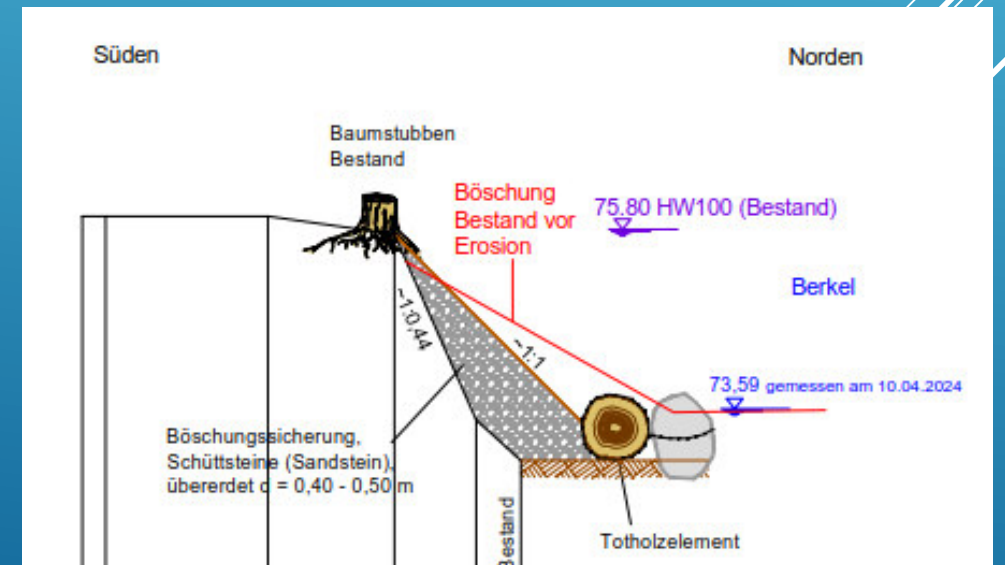 Süden
Norden
Baumstubben
Bestand
Böschung
Bestand vor
Erosion
75.80 HW100 (Bestand)
Berkel
~1:0,44
~1:1
73,59 gemessen am 10.04.2024
Böschungssicherung,
Schüttsteine (Sandstein),
übererdet d = 0,40 - 0,50 m
Bestand
Totholzelement